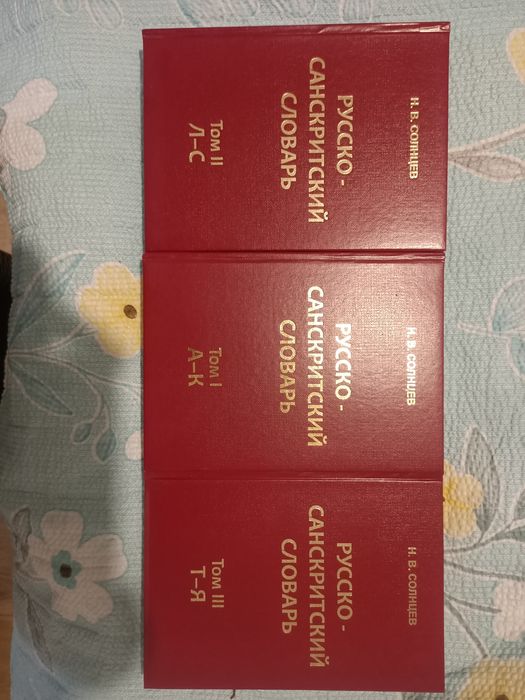 Н. В. СОЛНЦЕВ
РУССКО -
САНСКРИТСКИЙ
СЛОВАРЬ
Том II
Л–С
Н. В. СОЛНЦЕВ
РУССКО -
САНСКРИТСКИЙ
СЛОВАРЬ
Том I
А–К
Н. В. СОЛНЦЕВ
РУССКО -
САНСКРИТСКИЙ
СЛОВАРЬ
Том III
Т–Я